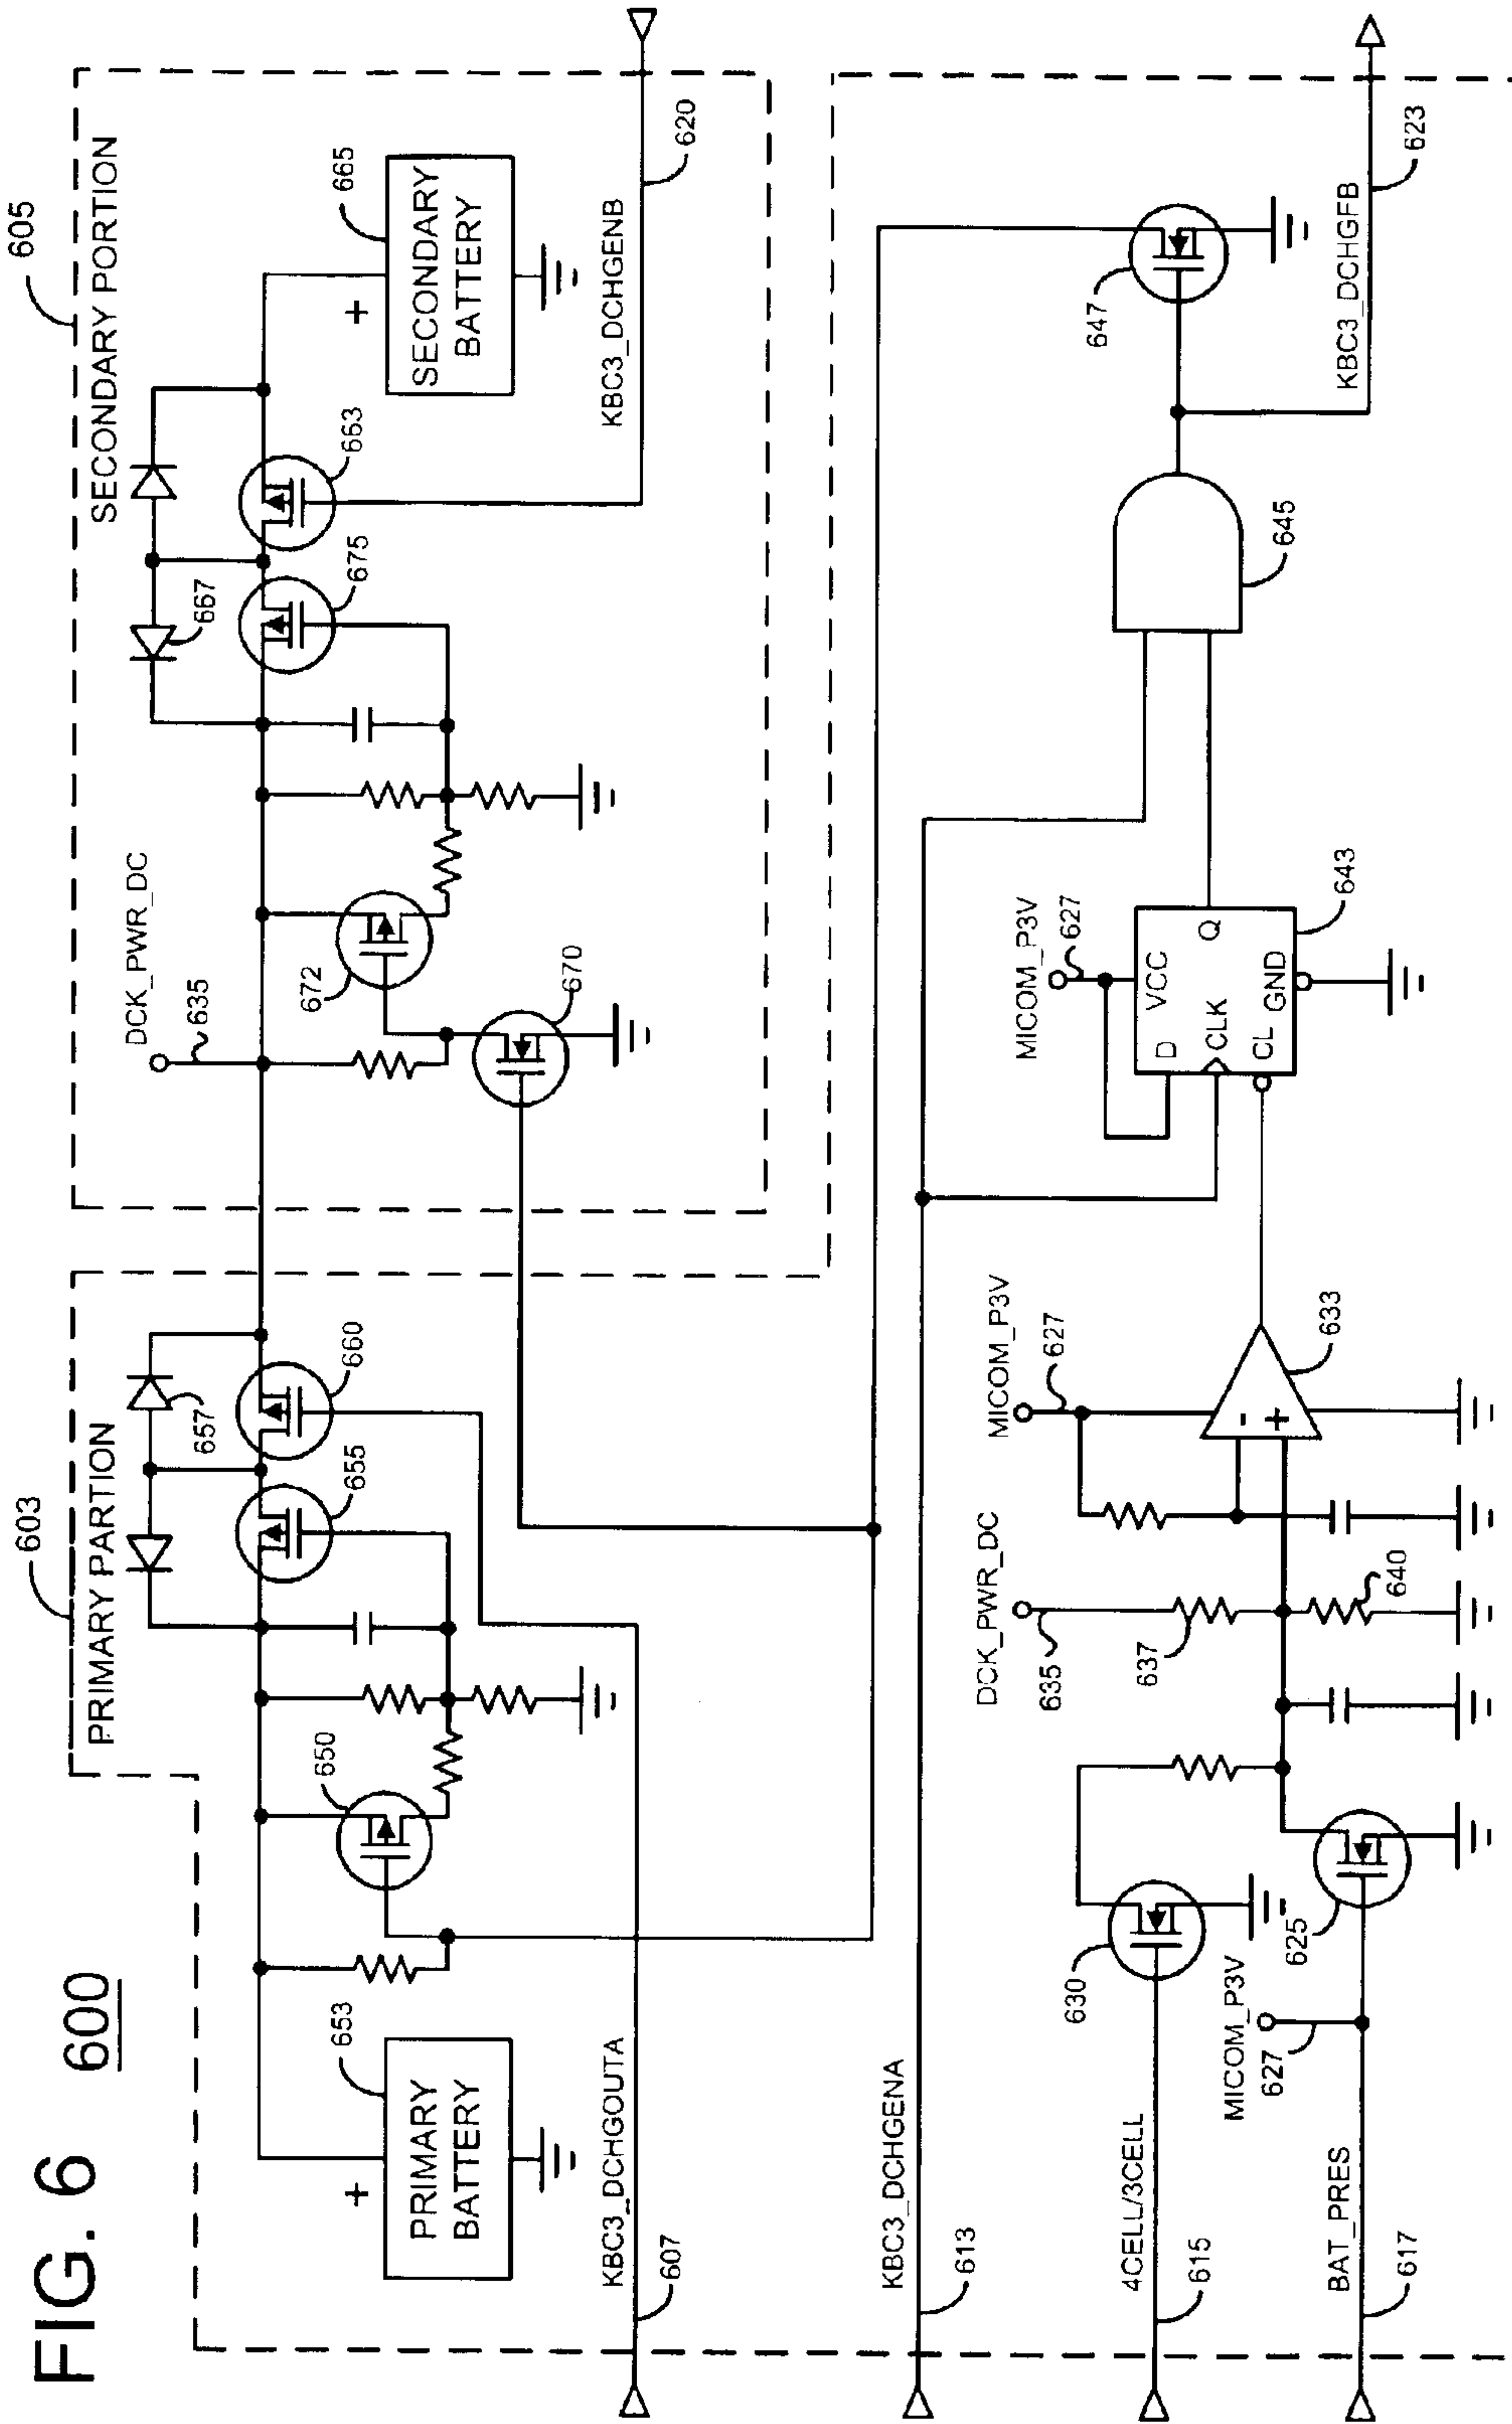 FIG. 6
600
603
PRIMARY PARTION
605
SECONDARY PORTION
PRIMARY
BATTERY
+
653
650
655
657
660
DCK_PWR_DC
635
672
670
667
675
663
+
SECONDARY
BATTERY
665
KBC3_DCHGENB
620
KBC3_DCHGOUTA
607
KBC3_DCHGENA
613
4CELL/3CELL
615
BAT_PRES
617
630
MICOM_P3V
627
625
DCK_PWR_DC
635
637
640
MICOM_P3V
627
-
+
633
MICOM_P3V
627
D
VCC
CLK
CL
GND
Q
643
645
647
KBC3_DCHGFB
623